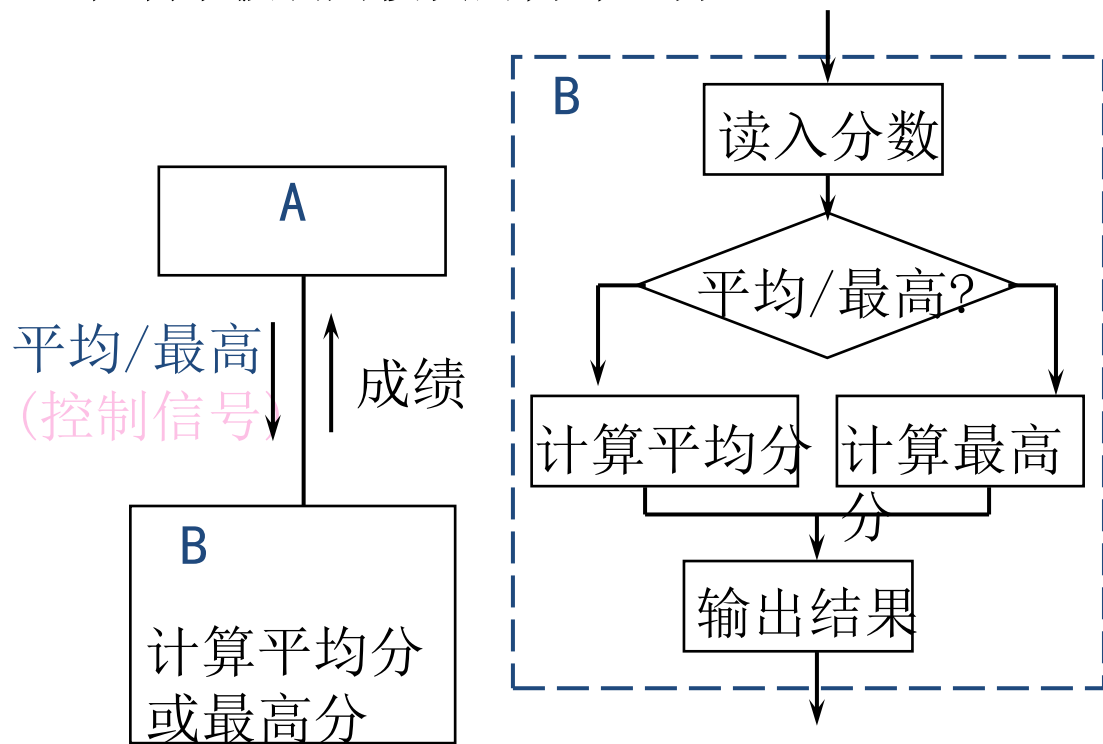 A
平均/最高
(控制信号)
成绩
B
计算平均分
或最高分
B
读入分数
平均/最高?
计算平均分
计算最高
分
输出结果